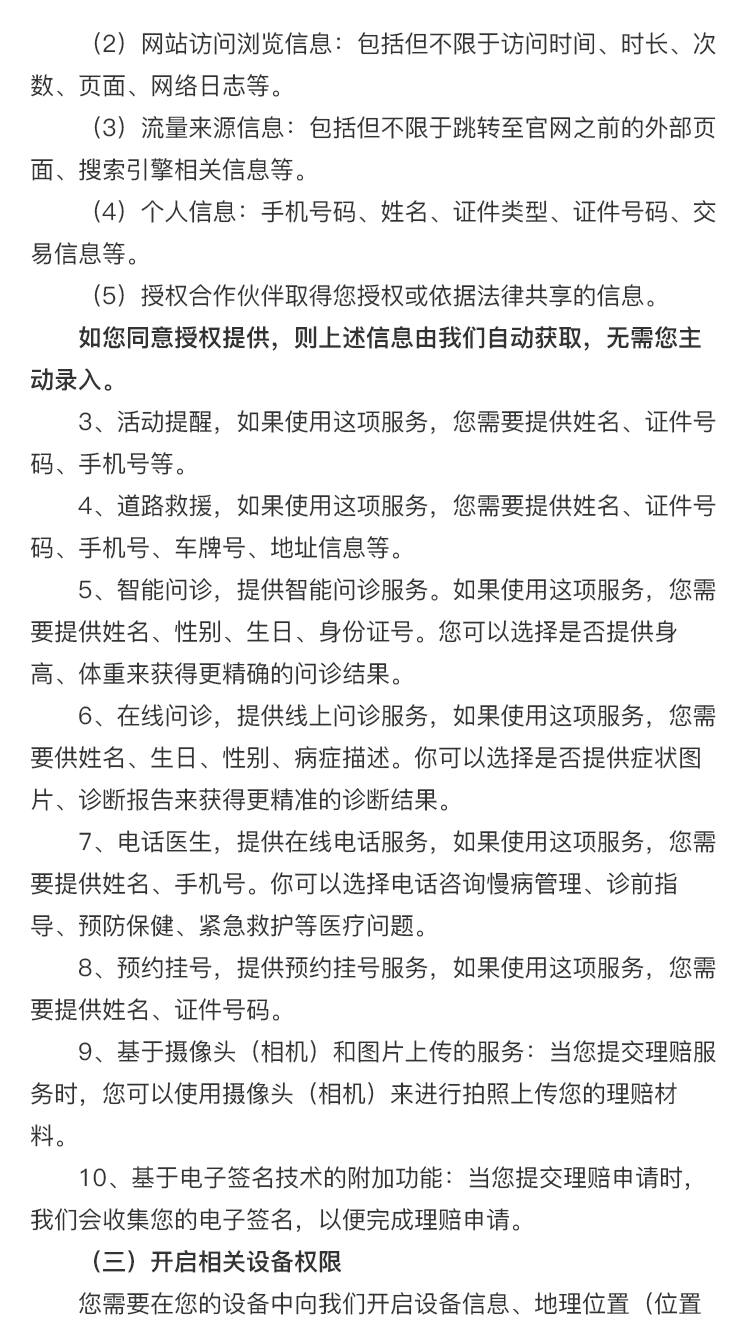 （2）网站访问浏览信息：包括但不限于访问时间、时长、次
数、页面、网络日志等。
（3）流量来源信息：包括但不限于跳转至官网之前的外部页
面、搜索引擎相关信息等。
（4）个人信息：手机号码、姓名、证件类型、证件号码、交
易信息等。
（5）授权合作伙伴取得您授权或依据法律共享的信息。
如您同意授权提供，则上述信息由我们自动获取，无需您主
动录入。
3、活动提醒，如果使用这项服务，您需要提供姓名、证件号
码、手机号等。
4、道路救援，如果使用这项服务，您需要提供姓名、证件号
码、手机号、车牌号、地址信息等。
5、智能问诊，提供智能问诊服务。如果使用这项服务，您需
要提供姓名、性别、生日、身份证号。您可以选择是否提供身
高、体重来获得更精确的问诊结果。
6、在线问诊，提供线上问诊服务，如果使用这项服务，您需
要供姓名、生日、性别、病症描述。你可以选择是否提供症状图
片、诊断报告来获得更精准的诊断结果。
7、电话医生，提供在线电话服务，如果使用这项服务，您需
要提供姓名、手机号。你可以选择电话咨询慢病管理、诊前指
导、预防保健、紧急救护等医疗问题。
8、预约挂号，提供预约挂号服务，如果使用这项服务，您需
要提供姓名、证件号码。
9、基于摄像头（相机）和图片上传的服务：当您提交理赔服
务时，您可以使用摄像头（相机）来进行拍照上传您的理赔材
料。
10、基于电子签名技术的附加功能：当您提交理赔申请时，
我们会收集您的电子签名，以便完成理赔申请。
（三）开启相关设备权限
您需要在您的设备中向我们开启设备信息、地理位置（位置